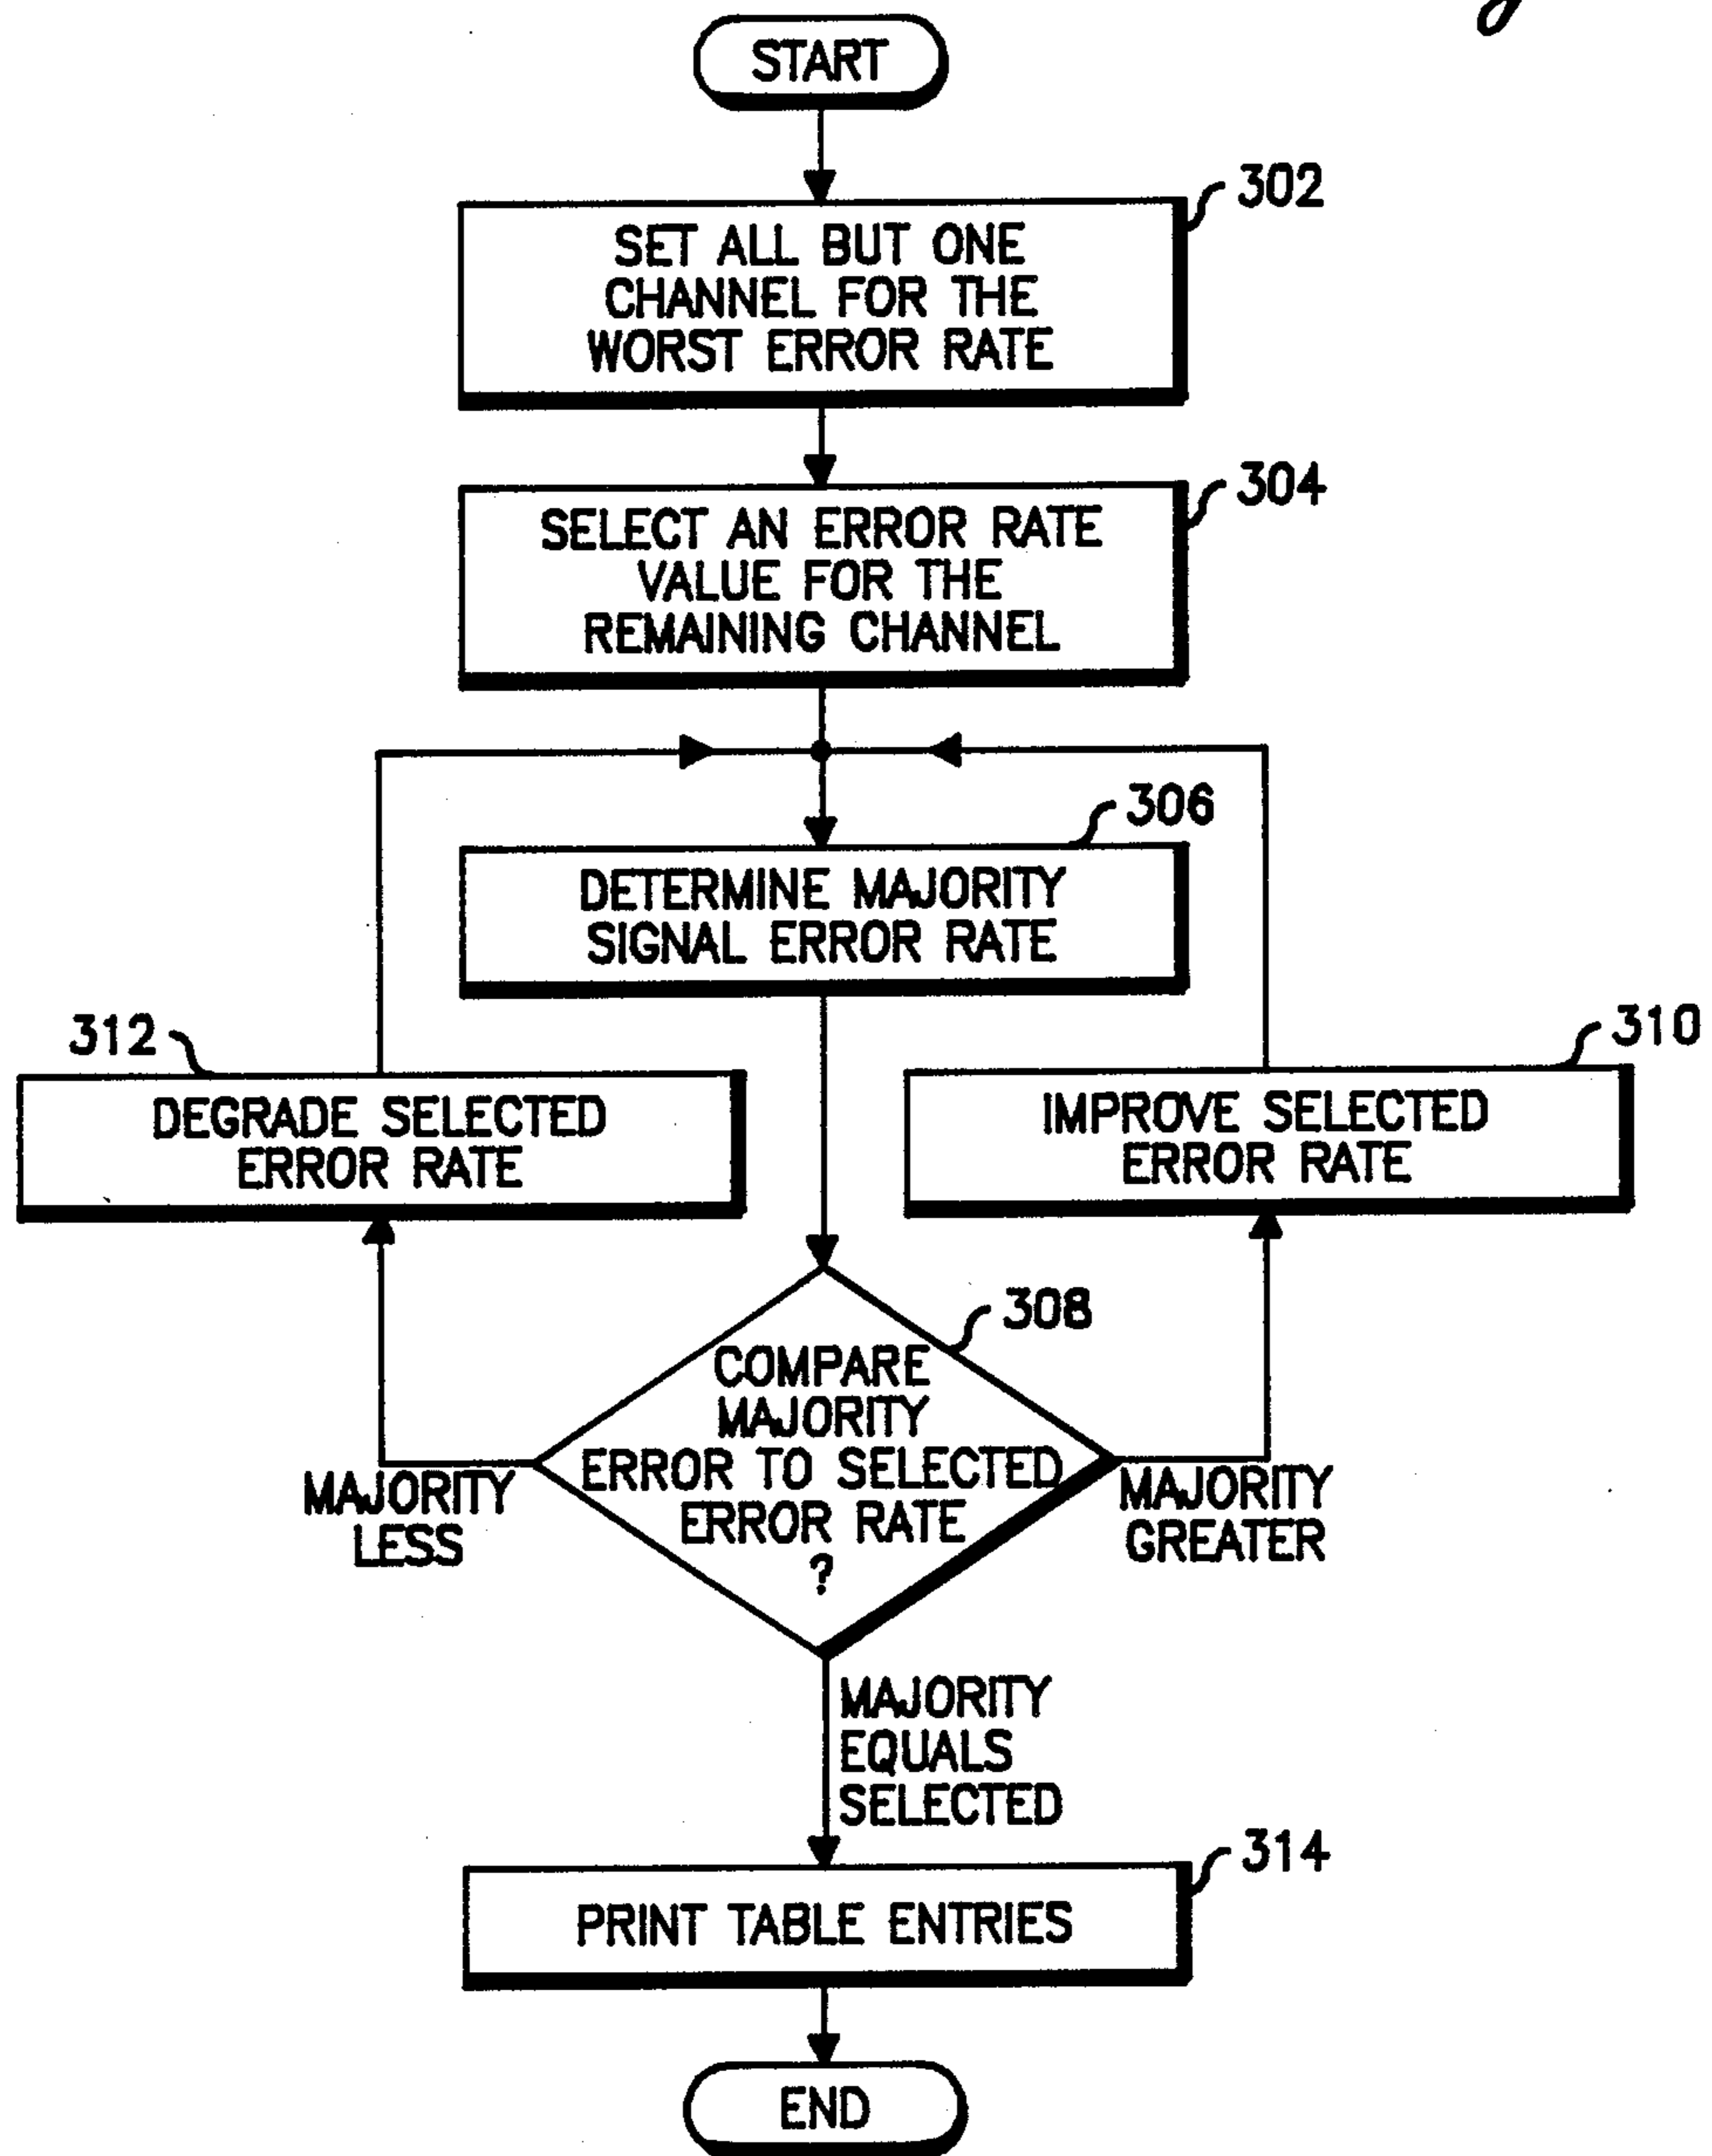 START
302
SET ALL BUT ONE
CHANNEL FOR THE
WORST ERROR RATE
304
SELECT AN ERROR RATE
VALUE FOR THE
REMAINING CHANNEL
306
DETERMINE MAJORITY
SIGNAL ERROR RATE
312
DEGRADE SELECTED
ERROR RATE
310
IMPROVE SELECTED
ERROR RATE
308
COMPARE
MAJORITY
ERROR TO SELECTED
ERROR RATE
?
MAJORITY
LESS
MAJORITY
GREATER
MAJORITY
EQUALS
SELECTED
314
PRINT TABLE ENTRIES
END